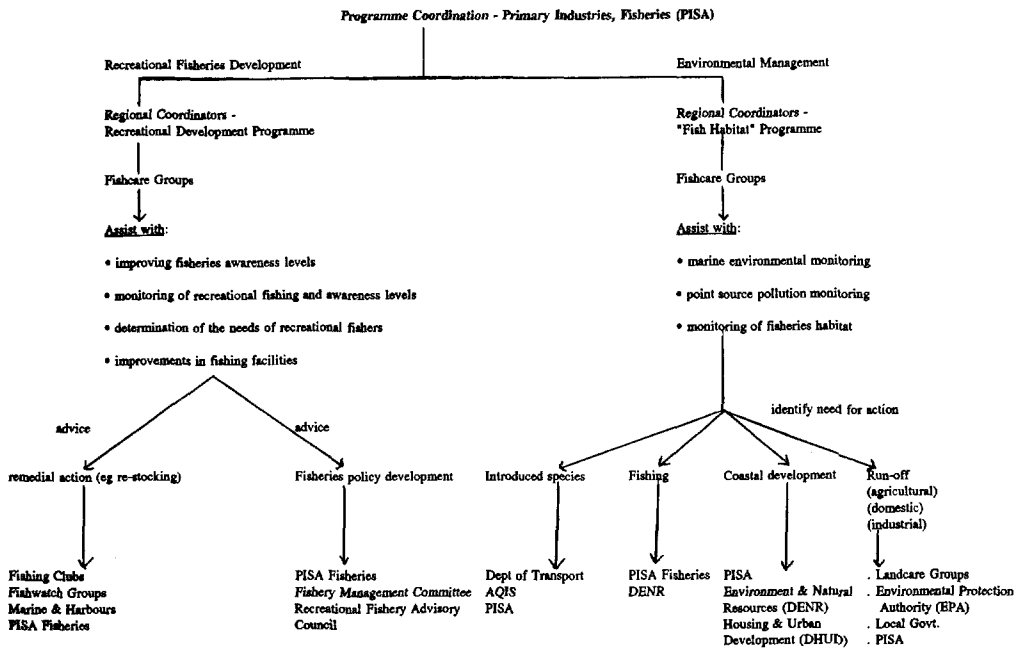 Programme Coordination - Primary Industries, Fisheries (PISA)
Recreational Fisheries Development
Environmental Management
Regional Coordinators -
Recreational Development Programme
Regional Coordinators -
"Fish Habitat" Programme
Fishcare Groups
Fishcare Groups
Assist with:
• improving fisheries awareness levels
• monitoring of recreational fishing and awareness levels
• determination of the needs of recreational fishers
• improvements in fishing facilities
Assist with:
• marine environmental monitoring
• point source pollution monitoring
• monitoring of fisheries habitat
advice
advice
identify need for action
remedial action (eg re-stocking)
Fisheries policy development
Introduced species
Fishing
Coastal development
Run-off
(agricultural)
(domestic)
(industrial)
Fishing Clubs
Fishwatch Groups
Marine & Harbours
PISA Fisheries
PISA Fisheries
Fishery Management Committee
Recreational Fishery Advisory
Council
Dept of Transport
AQIS
PISA
PISA Fisheries
DENR
PISA
Environment & Natural
Resources (DENR)
Housing & Urban
Development (DHUD)
. Landcare Groups
. Environmental Protection
Authority (EPA)
. Local Govt.
. PISA